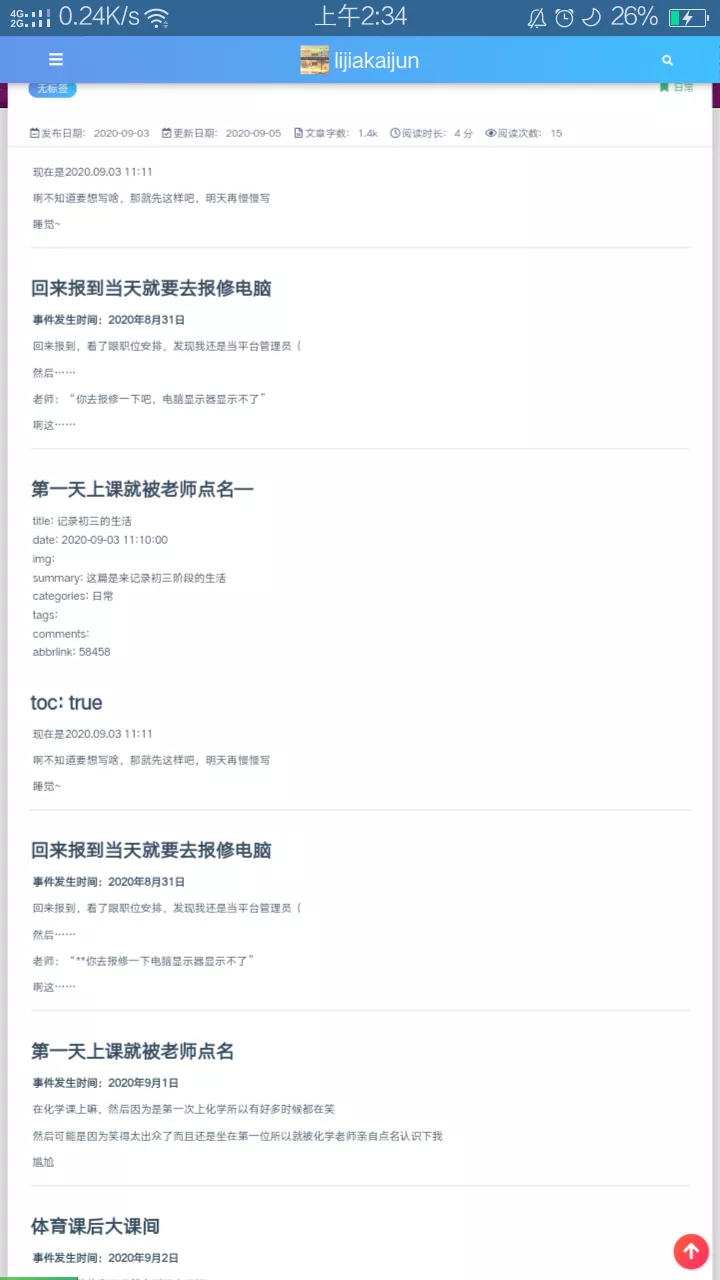 4G 2G 0.24K/s 上午2:34 26%
lijiakaijun
无标签 日常
发布日期: 2020-09-03 更新日期: 2020-09-05 文章字数: 1.4k 阅读时长: 4 分 阅读次数: 15
现在是2020.09.03 11:11
啊不知道要想写啥，那就先这样吧，明天再慢慢写
睡觉~
回来报到当天就要去报修电脑
事件发生时间：2020年8月31日
回来报到，看了眼职位安排，发现我还是当平台管理员（
然后……
老师：“你去报修一下吧，电脑显示器显示不了”
啊这……
第一天上课就被老师点名—
title: 记录初三的生活
date: 2020-09-03 11:10:00
img:
summary: 这篇是来记录初三阶段的生活
categories: 日常
tags:
comments:
abbrlink: 58458
toc: true
现在是2020.09.03 11:11
啊不知道要想写啥，那就先这样吧，明天再慢慢写
睡觉~
回来报到当天就要去报修电脑
事件发生时间：2020年8月31日
回来报到，看了眼职位安排，发现我还是当平台管理员（
然后……
老师：“**你去报修一下电脑显示器显示不了”
啊这……
第一天上课就被老师点名
事件发生时间：2020年9月1日
在化学课上嘛，然后因为是第一次上化学所以有好多时候都在笑
然后可能是因为笑得太出众了而且还是坐在第一位所以就被化学老师亲自点名认识下我
尴尬
体育课后大课间
事件发生时间：2020年9月2日